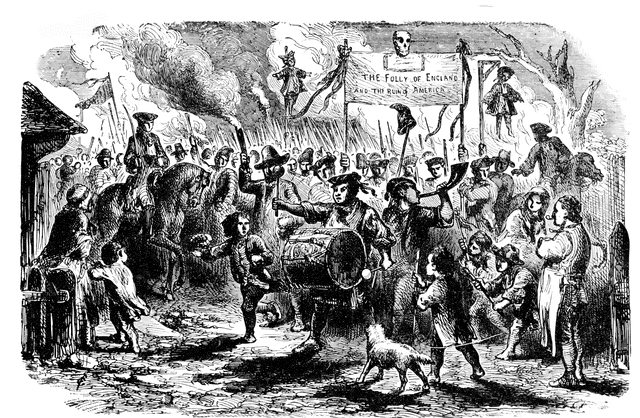 THE FOLLY OF ENGLAND
AND THE RUIN OF AMERICA